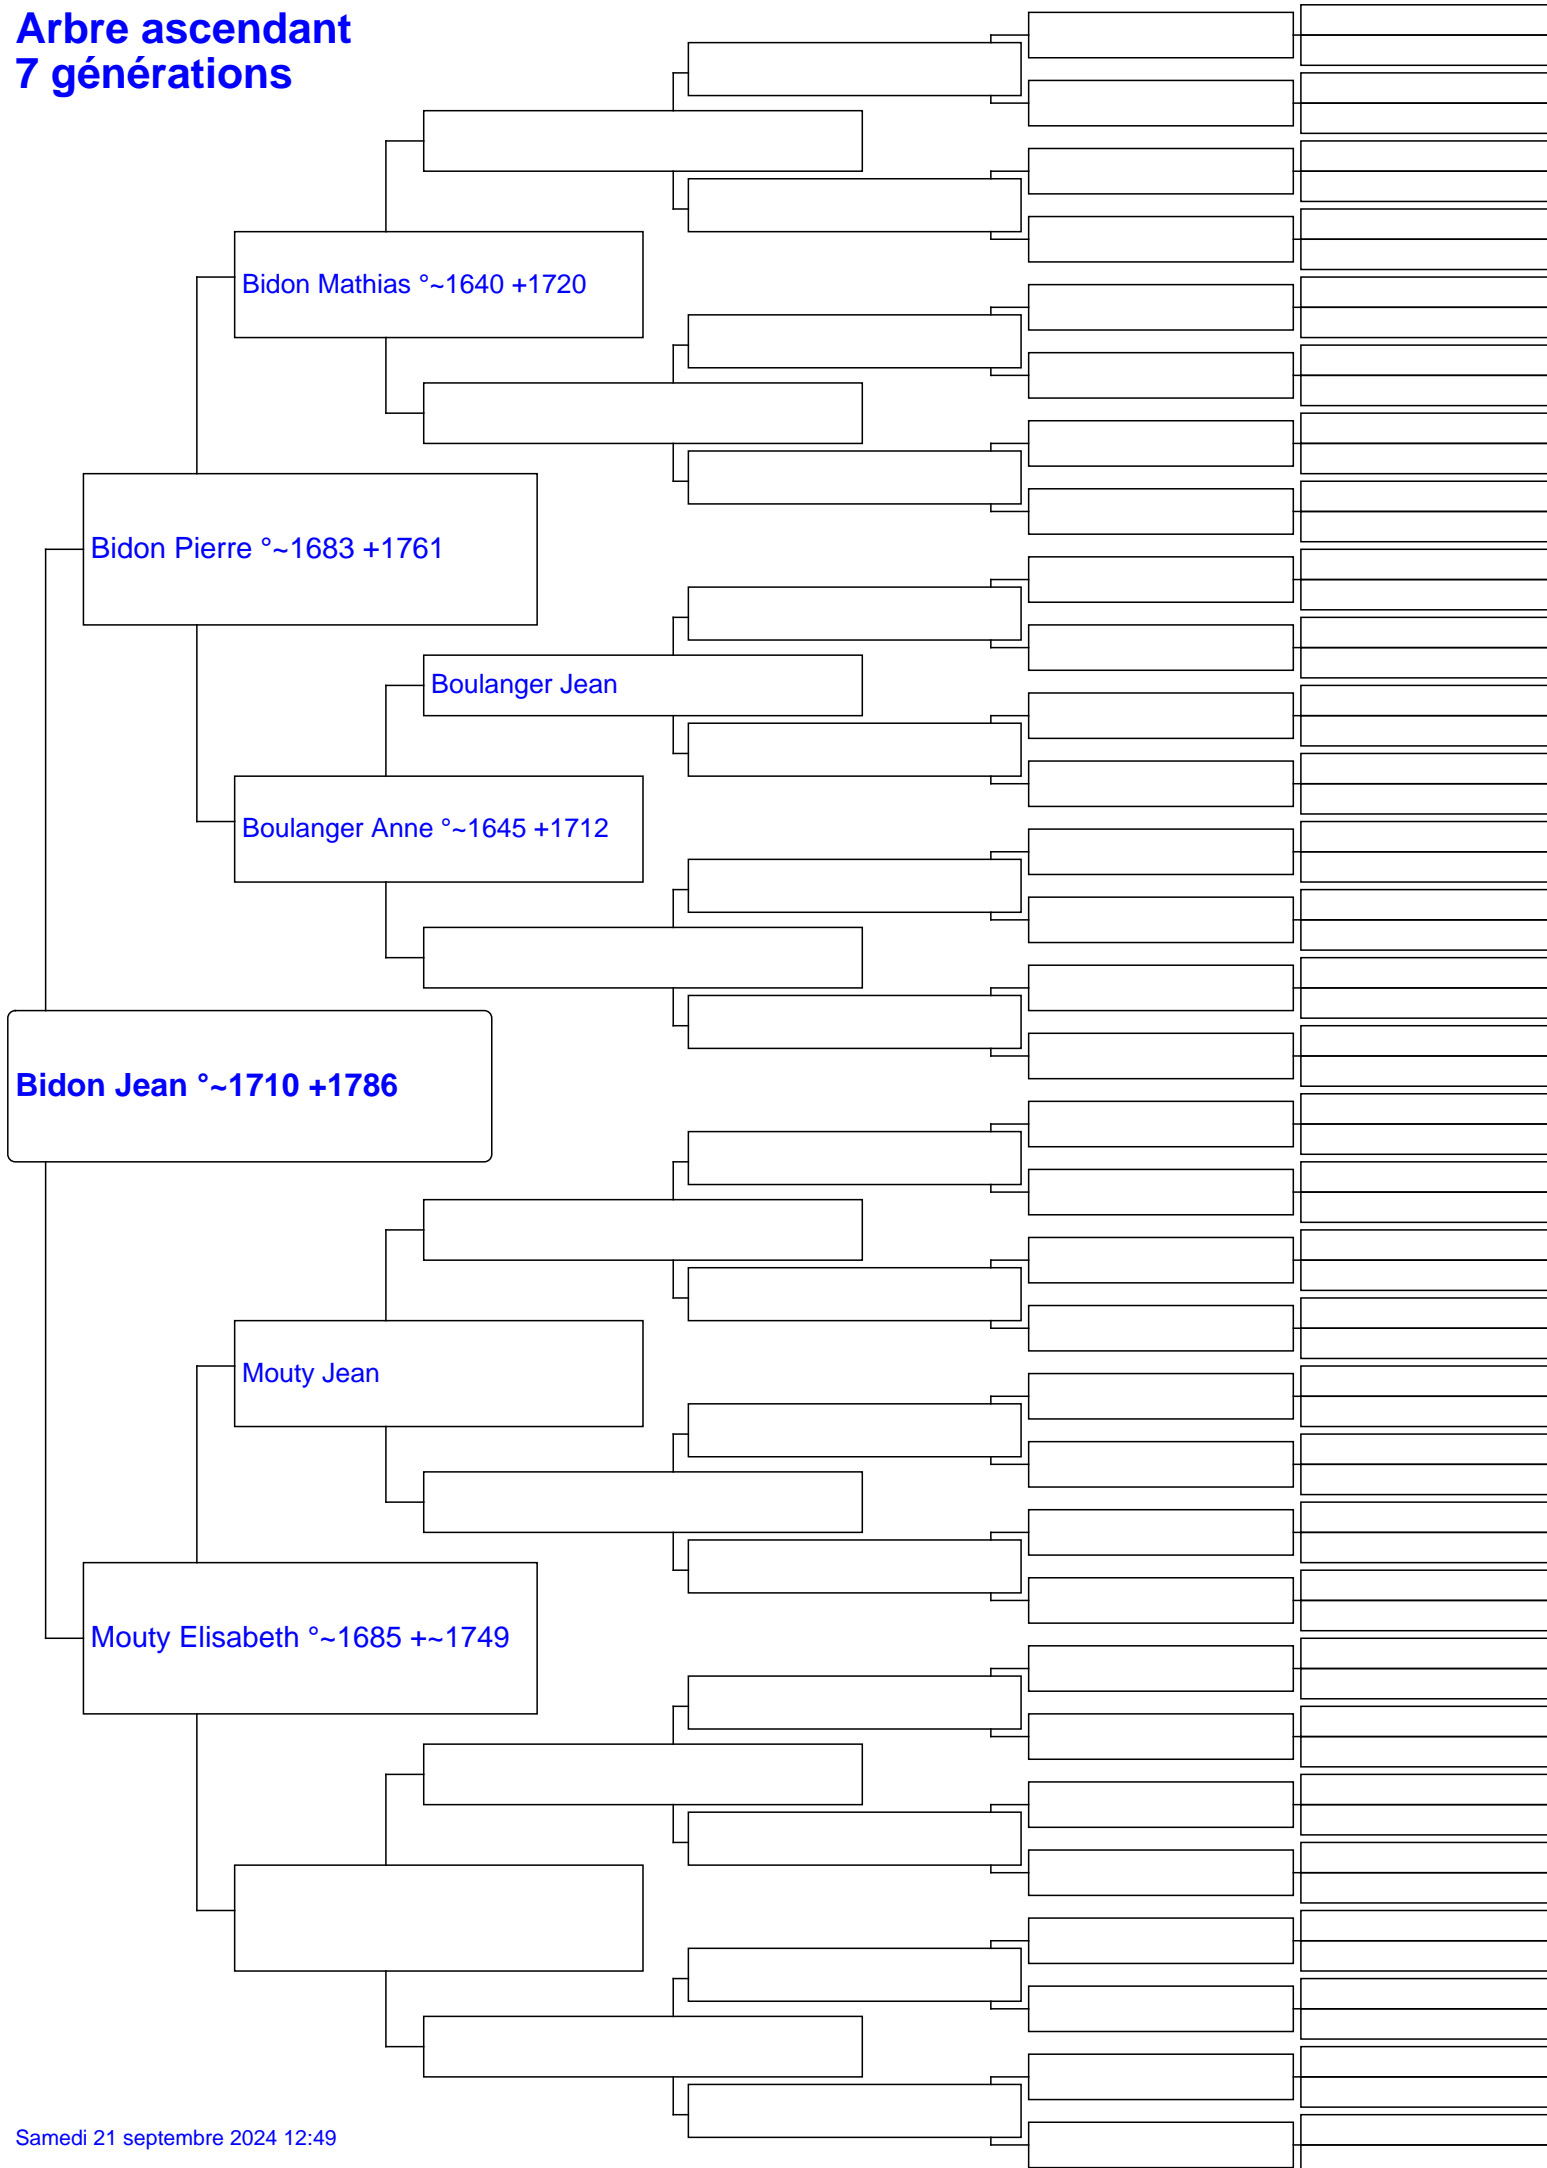 Arbre ascendant
7 générations
Bidon Mathias °~1640 +1720
Bidon Pierre °~1683 +1761
Boulanger Jean
Boulanger Anne °~1645 +1712
Bidon Jean °~1710 +1786
Mouty Jean
Mouty Elisabeth °~1685 +~1749
Samedi 21 septembre 2024 12:49